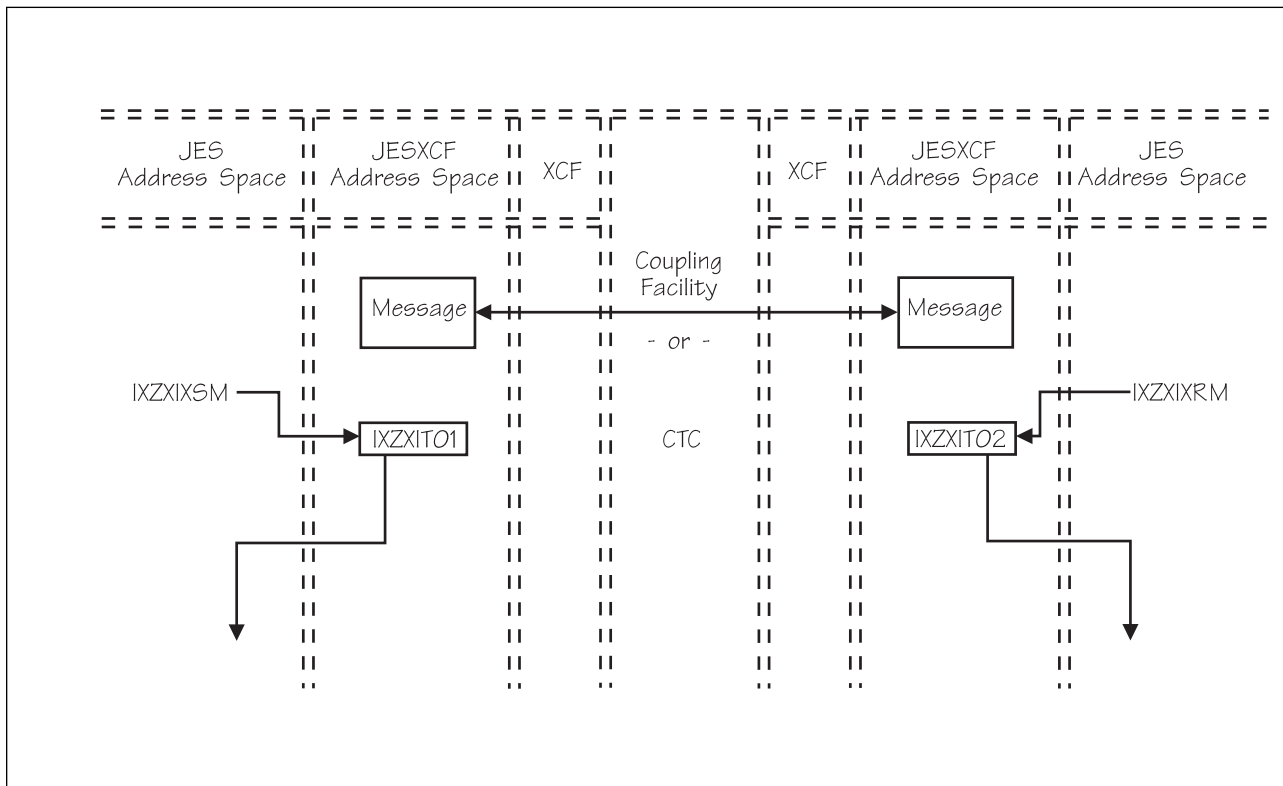 JES
Address Space
JESXCF
Address Space
XCF
XCF
JESXCF
Address Space
JES
Address Space
Coupling
Facility
Message
Message
- or -
IXZXIXSM
IXZXIXRM
IXZXIT01
CTC
IXZXIT02